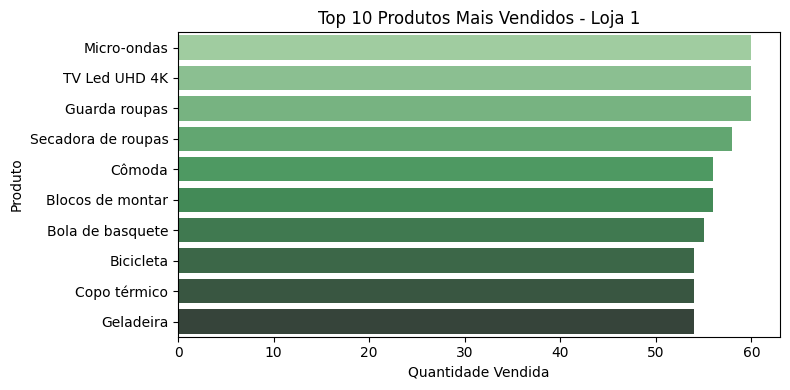 Top 10 Produtos Mais Vendidos - Loja 1
Produto
Micro-ondas
TV Led UHD 4K
Guarda roupas
Secadora de roupas
Cômoda
Blocos de montar
Bola de basquete
Bicicleta
Copo térmico
Geladeira
0 10 20 30 40 50 60
Quantidade Vendida